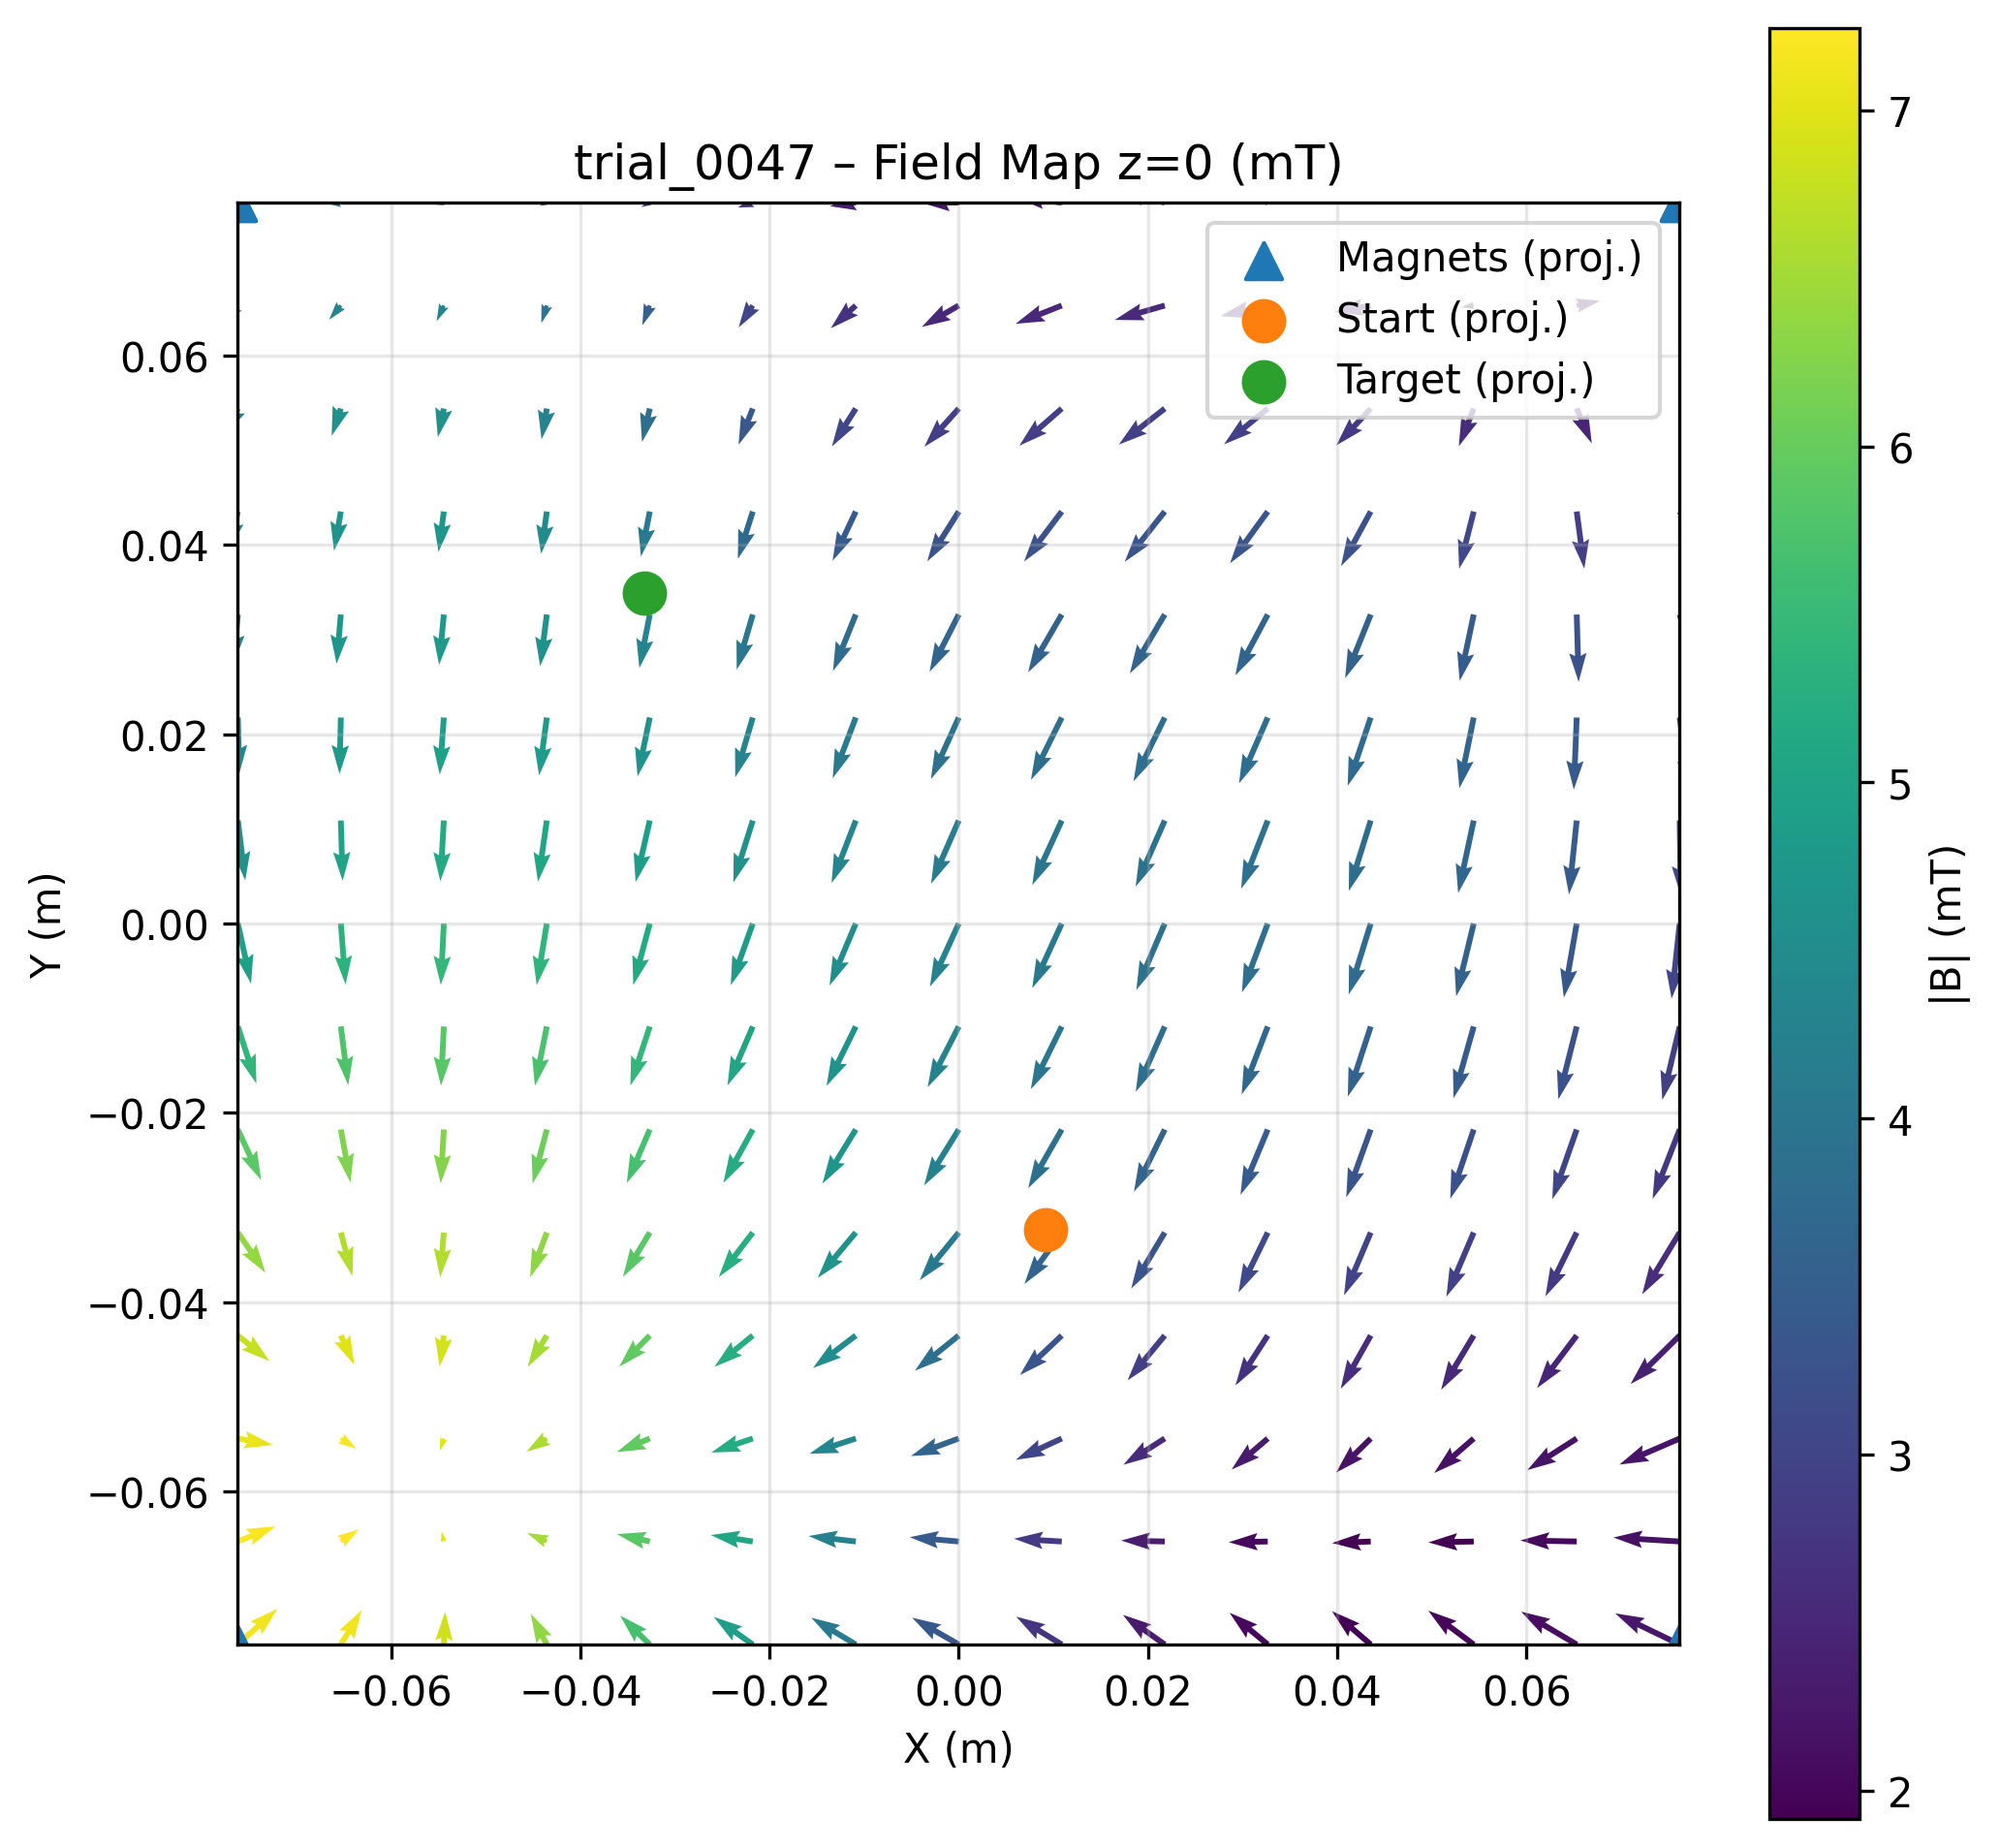 trial_0047 – Field Map z=0 (mT)
Magnets (proj.)
Start (proj.)
Target (proj.)
0.06
0.04
0.02
0.00
−0.02
−0.04
−0.06
Y (m)
−0.06 −0.04 −0.02 0.00 0.02 0.04 0.06
X (m)
7
6
5
4
3
2
|B| (mT)